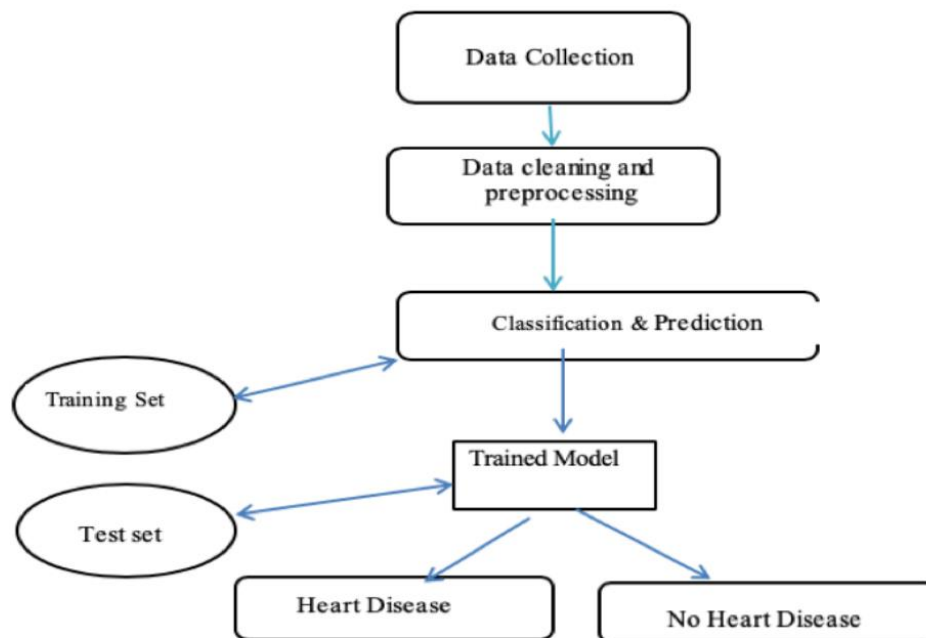 Data Collection
Data cleaning and
preprocessing
Classification & Prediction
Training Set
Trained Model
Test set
Heart Disease
No Heart Disease